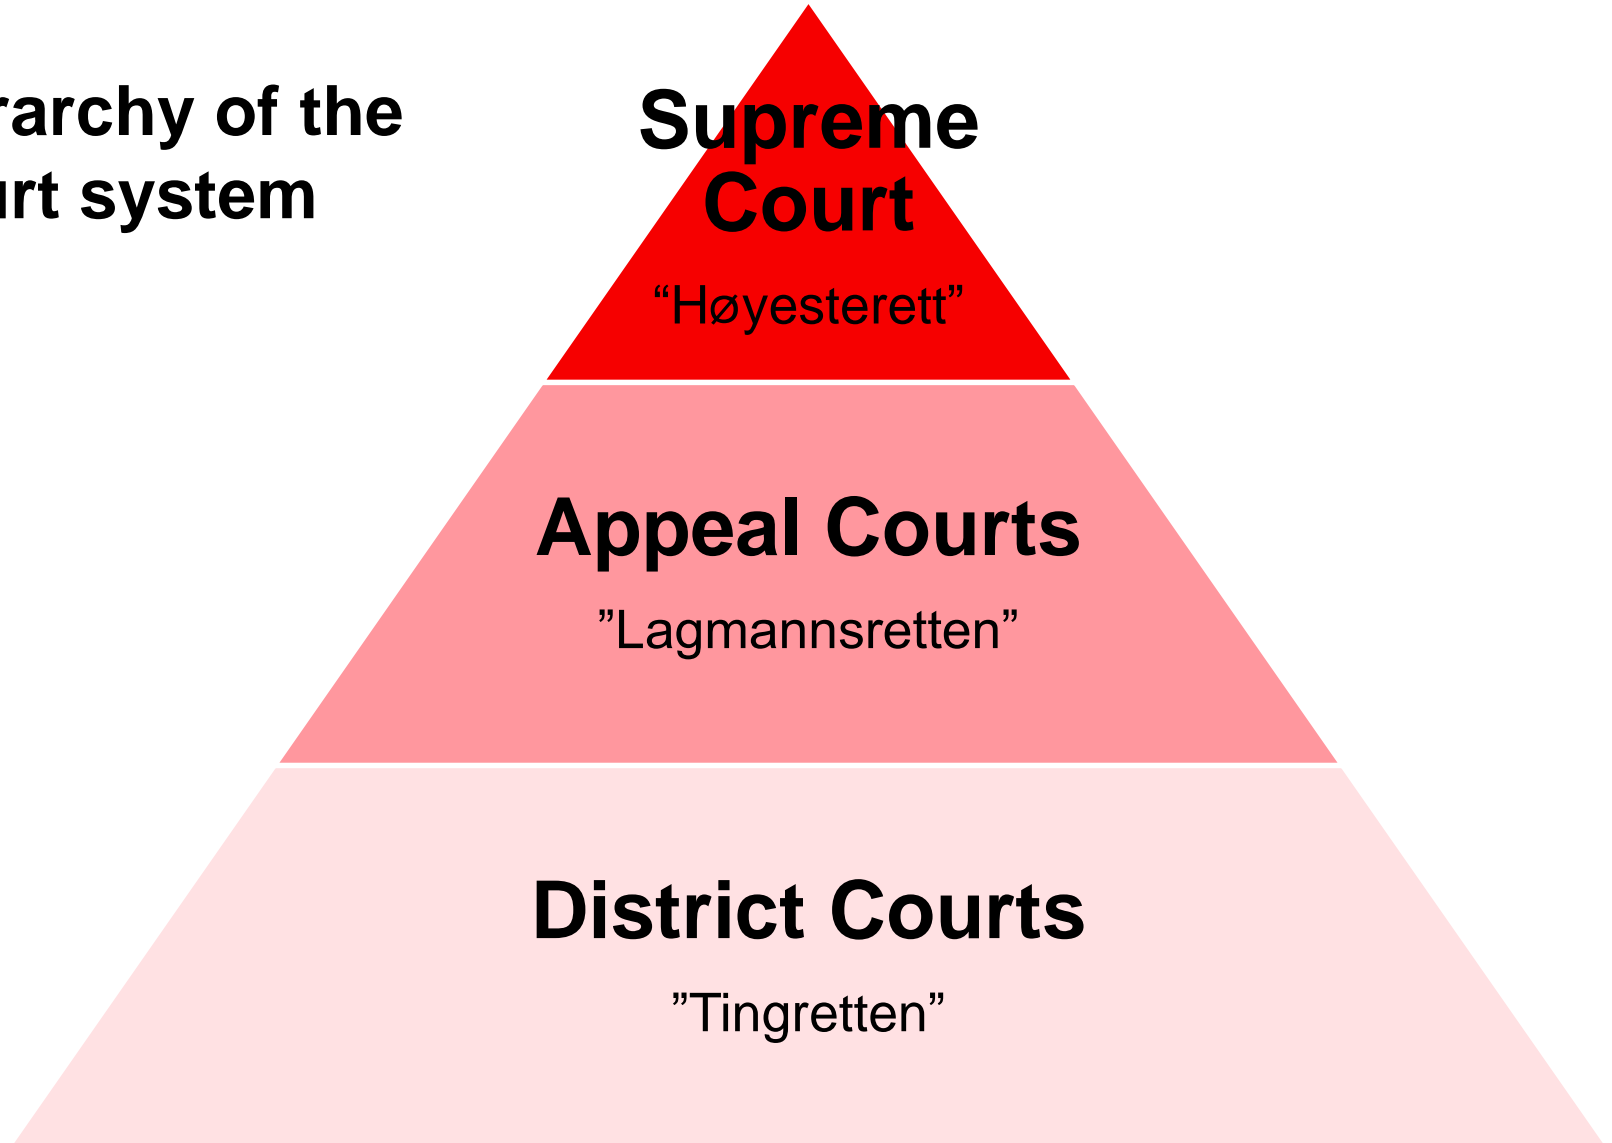 rarchy of the
urt system
Supreme
Court
“Høyesterett”
Appeal Courts
”Lagmannsretten”
District Courts
”Tingretten”